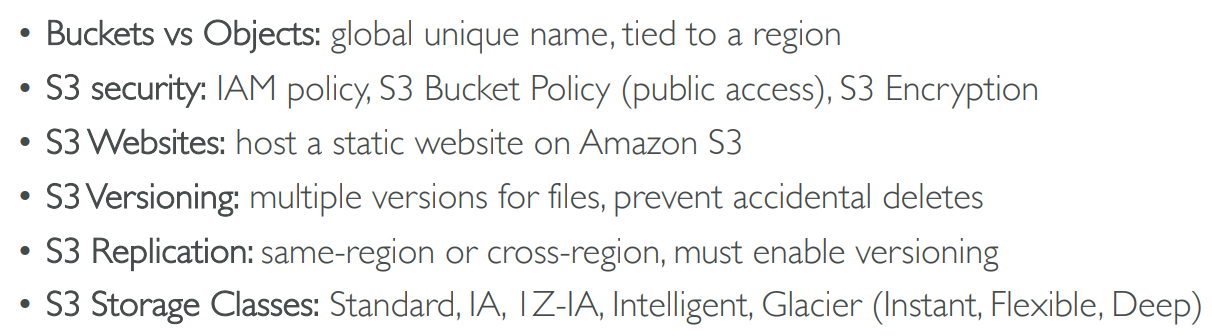 • Buckets vs Objects: global unique name, tied to a region
• S3 security: IAM policy, S3 Bucket Policy (public access), S3 Encryption
• S3 Websites: host a static website on Amazon S3
• S3 Versioning: multiple versions for files, prevent accidental deletes
• S3 Replication: same-region or cross-region, must enable versioning
• S3 Storage Classes: Standard, IA, 1Z-IA, Intelligent, Glacier (Instant, Flexible, Deep)